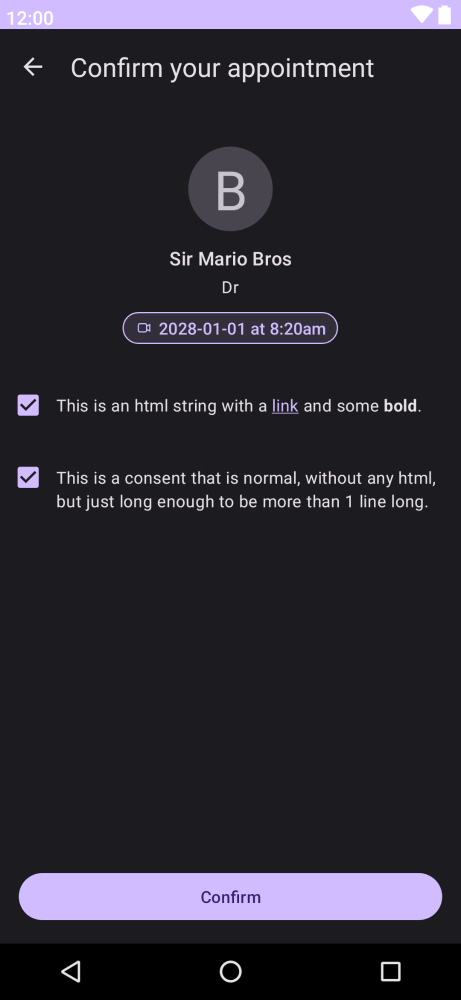 12:00
Confirm your appointment
B
Sir Mario Bros
Dr
2028-01-01 at 8:20am
This is an html string with a link and some bold.
This is a consent that is normal, without any html,
but just long enough to be more than 1 line long.
Confirm